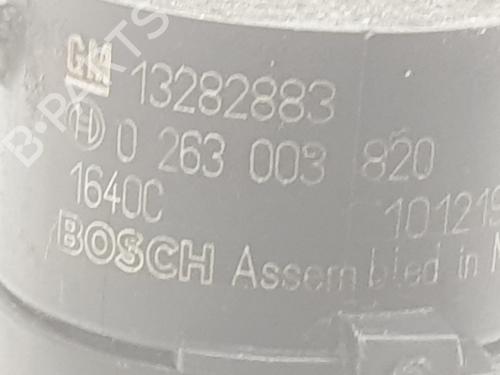 GM 13282883
0 263 003 820
1640C
BOSCH Assembled in
B-PARTS